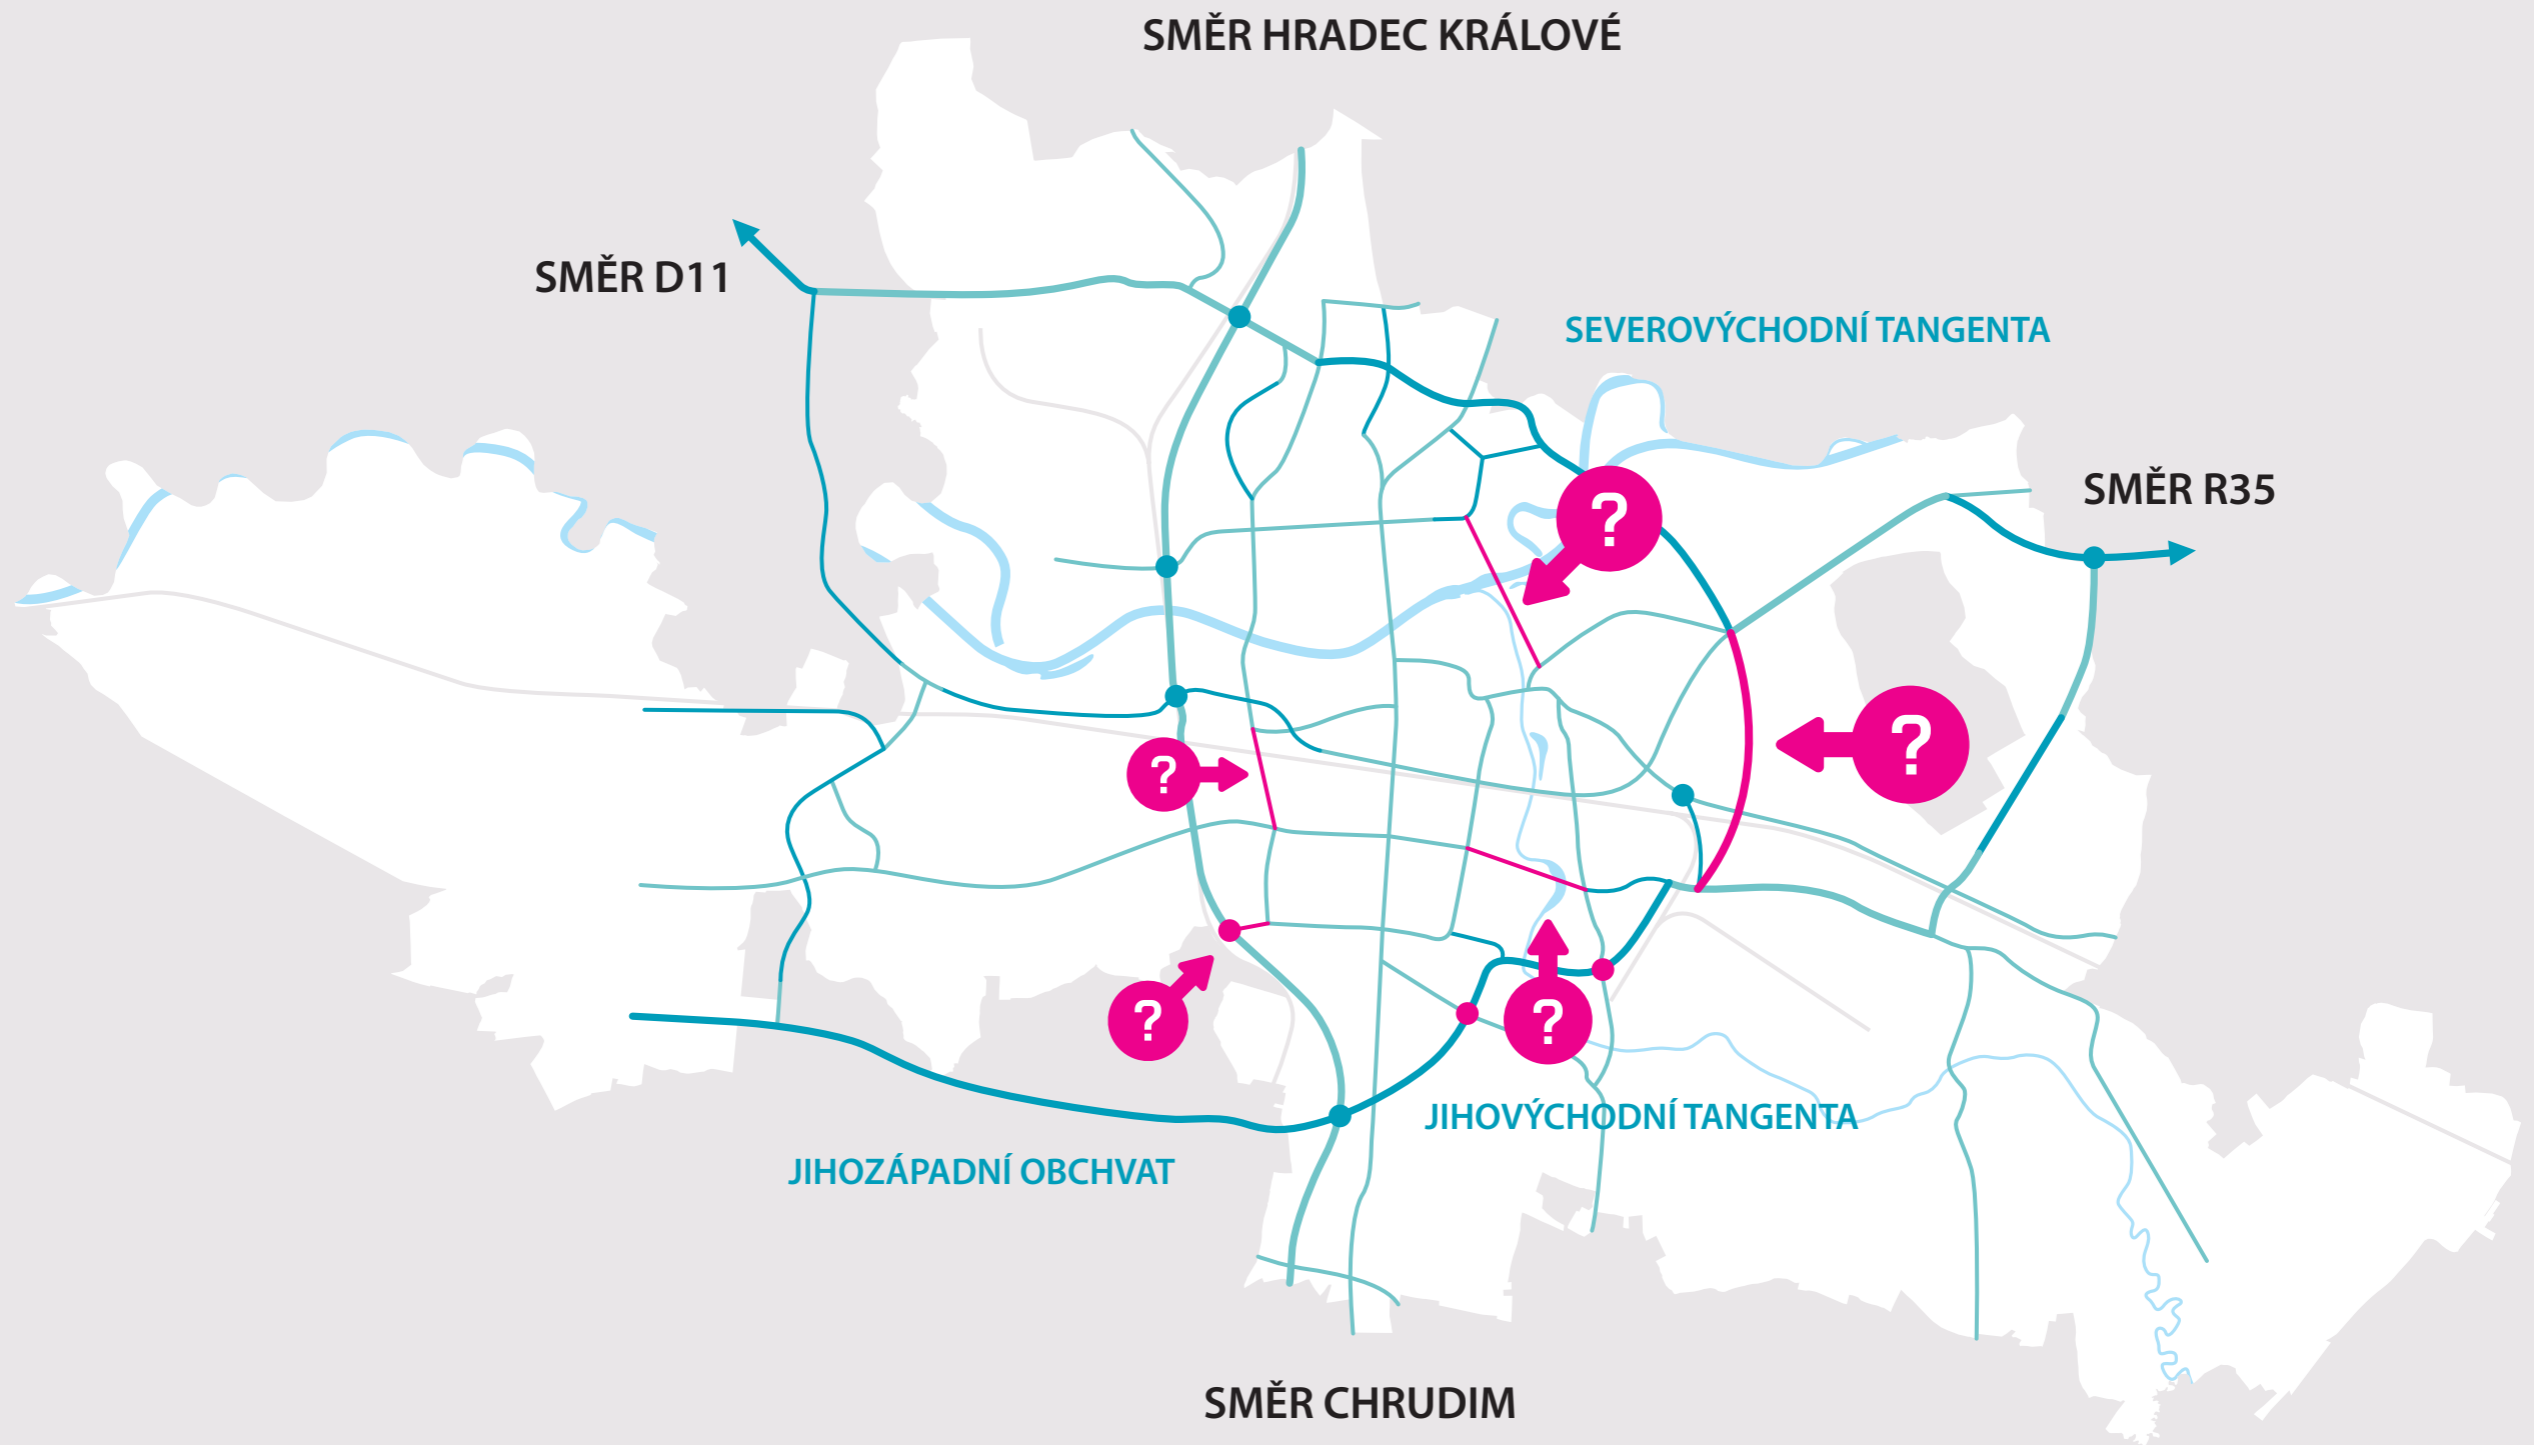 SMĚR HRADEC KRÁLOVÉ
SMĚR D11
SEVEROVÝCHODNÍ TANGENTA
SMĚR R35
?
?
?
?
?
JIHOVÝCHODNÍ TANGENTA
JIHOZÁPADNÍ OBCHVAT
SMĚR CHRUDIM